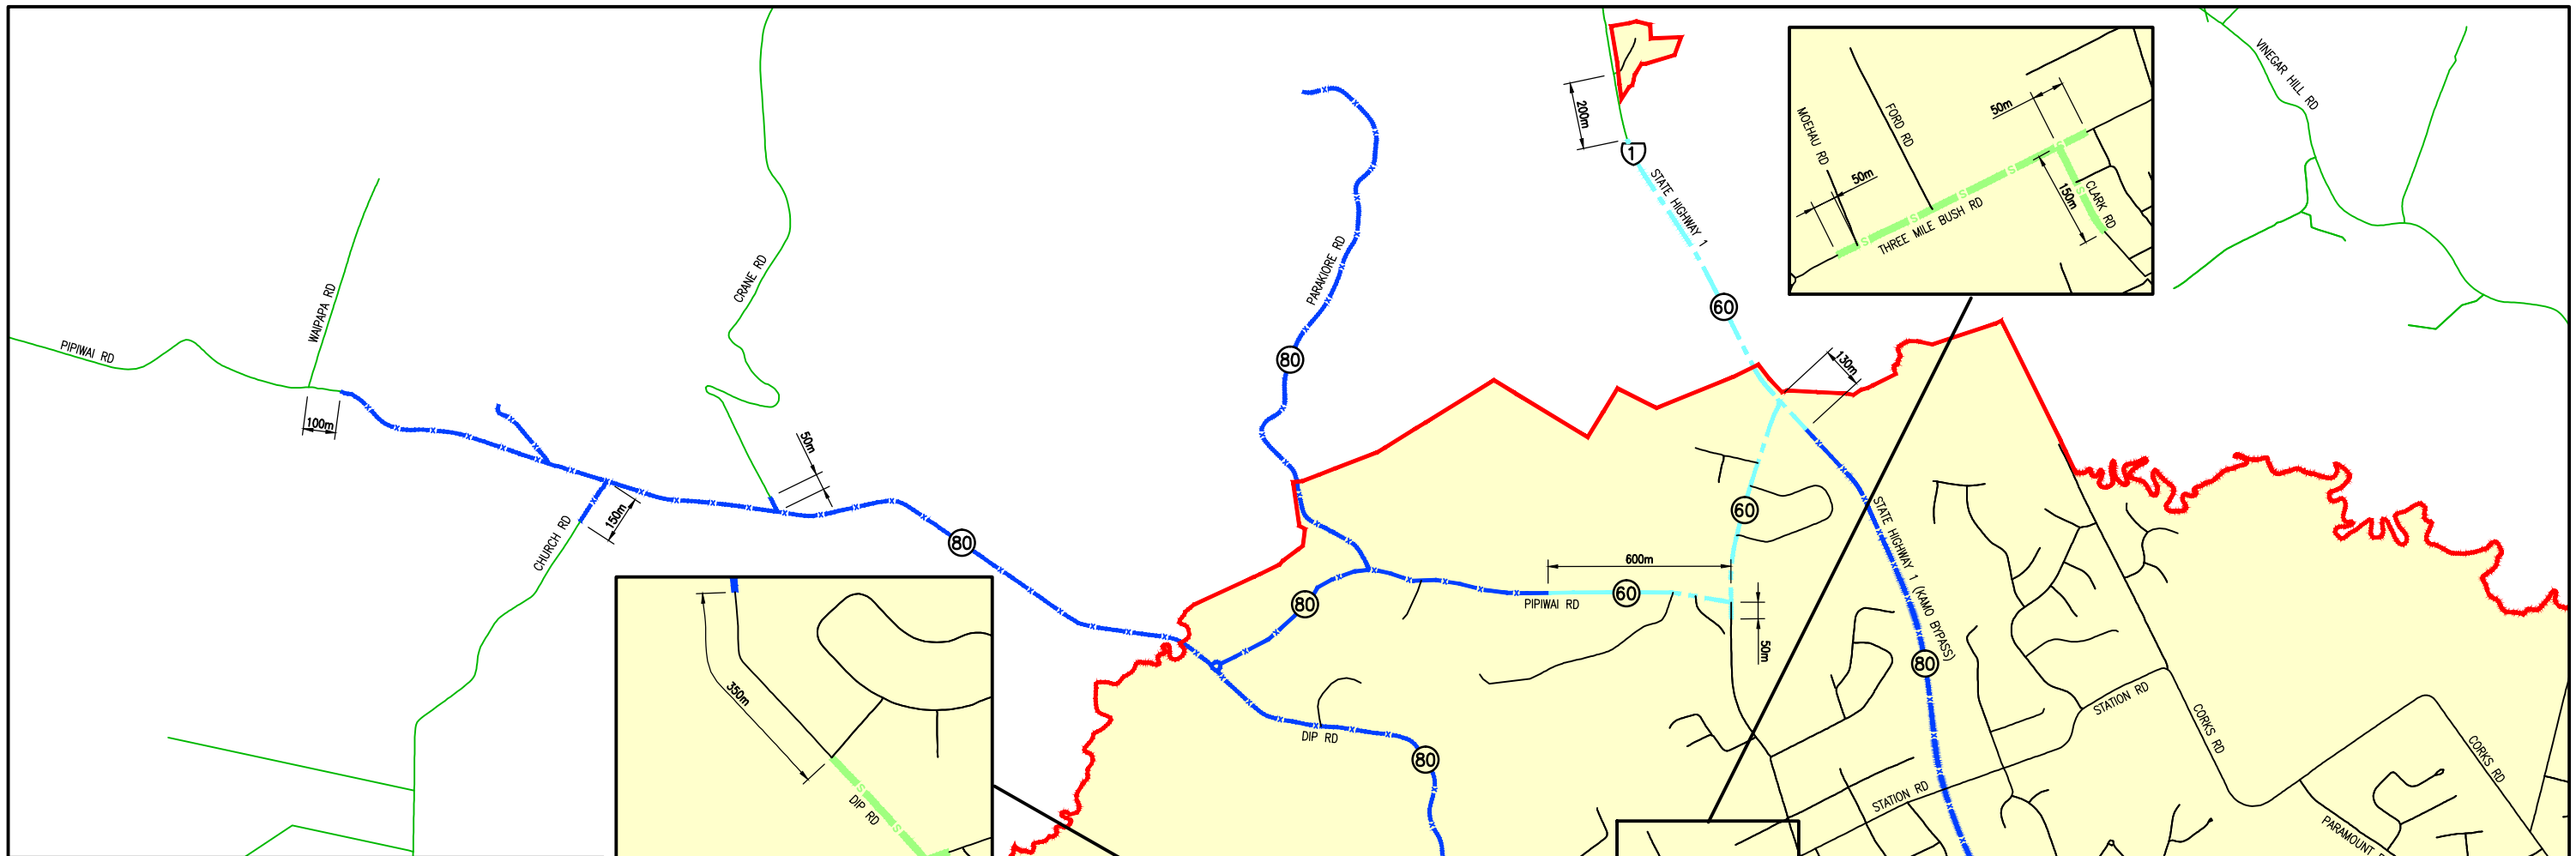 VINEGAR HILL RD
200m
1
STATE HIGHWAY 1
MOEHAU RD
FORD RD
50m
50m
THREE MILE BUSH RD
150m
CLARK RD
CRANE RD
PARAKIORE RD
WAIPAPA RD
PIPIWAI RD
60
80
130m
100m
50m
150m
CHURCH RD
80
60
STATE HIGHWAY 1 (KAMO BYPASS)
600m
60
PIPIWAI RD
80
50m
80
350m
DIP RD
DIP RD
80
STATION RD
STATION RD
CORKS RD
CORKS RD
PARAMOUNT